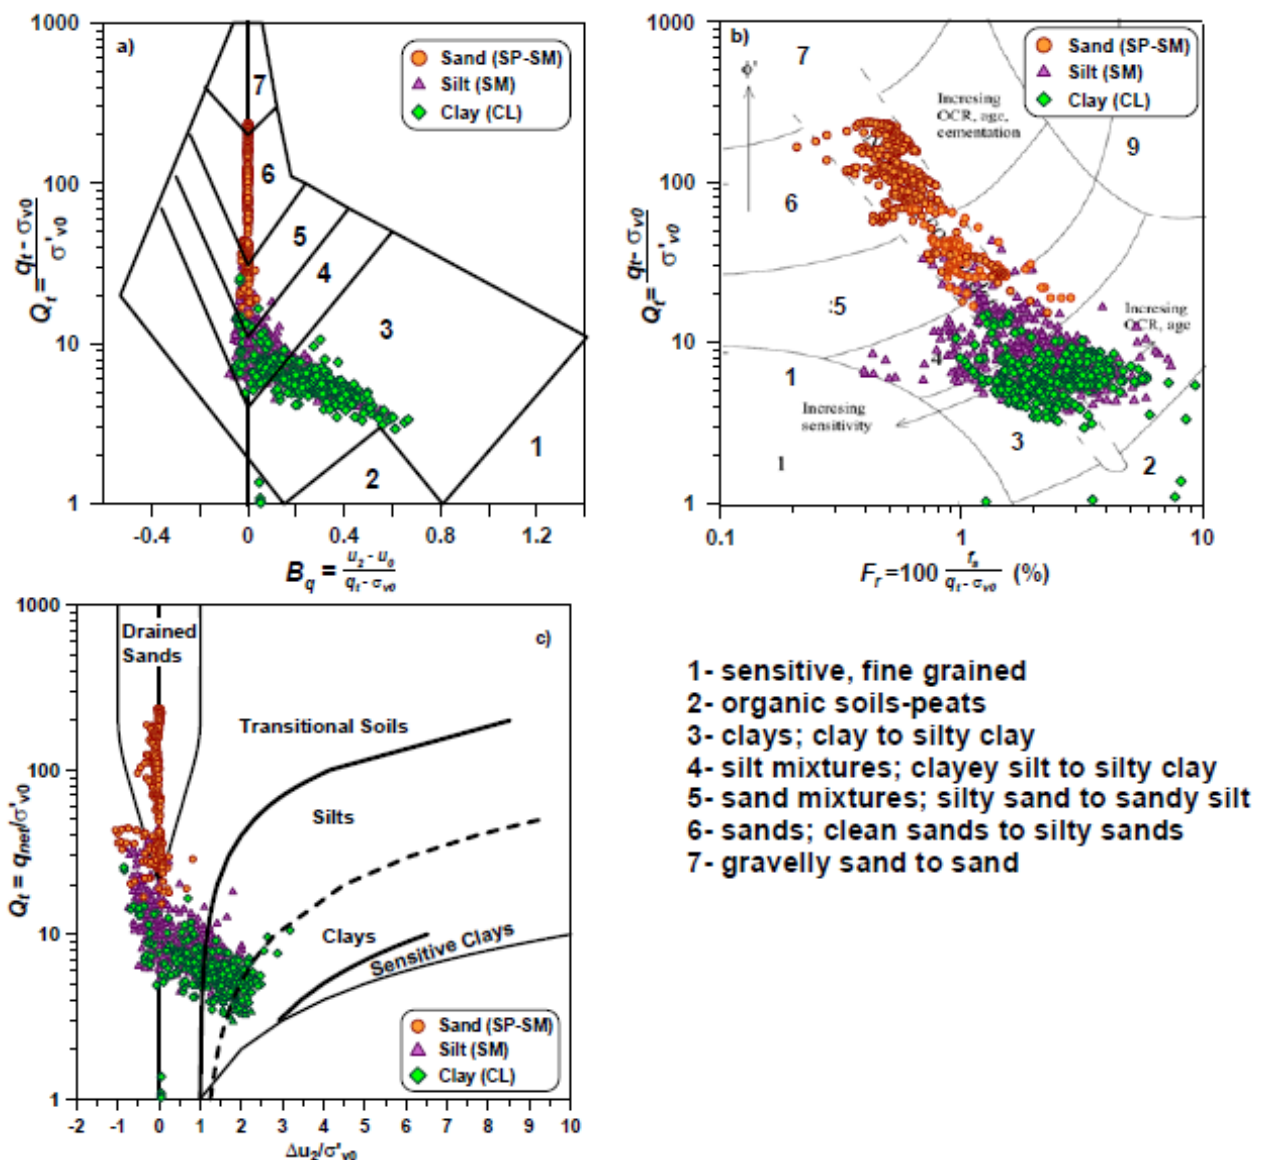 a)
1000
100
10
1
Qt = qt - σv0 / σ'v0
Sand (SP-SM)
Silt (SM)
Clay (CL)
7
6
5
4
3
2
1
-0.4 0 0.4 0.8 1.2
Bq = u2 - u0 / qt - σv0
b)
1000
100
10
1
Qt= qt- σv0 / σ'v0
Sand (SP-SM)
Silt (SM)
Clay (CL)
7
ϕ'
Incresing
OCR, age,
cementation
9
6
:5
Incresing
OCR, age
4
1
Incresing
sensitivity
3
1
2
0.1 1 10
Fr=100 fs / qt - σv0 (%)
c)
1000
100
10
1
Qt = qnet/σ'v0
Drained
Sands
Transitional Soils
Silts
Clays
Sensitive Clays
Sand (SP-SM)
Silt (SM)
Clay (CL)
-2 -1 0 1 2 3 4 5 6 7 8 9 10
Δu2/σ'v0
1- sensitive, fine grained
2- organic soils-peats
3- clays; clay to silty clay
4- silt mixtures; clayey silt to silty clay
5- sand mixtures; silty sand to sandy silt
6- sands; clean sands to silty sands
7- gravelly sand to sand